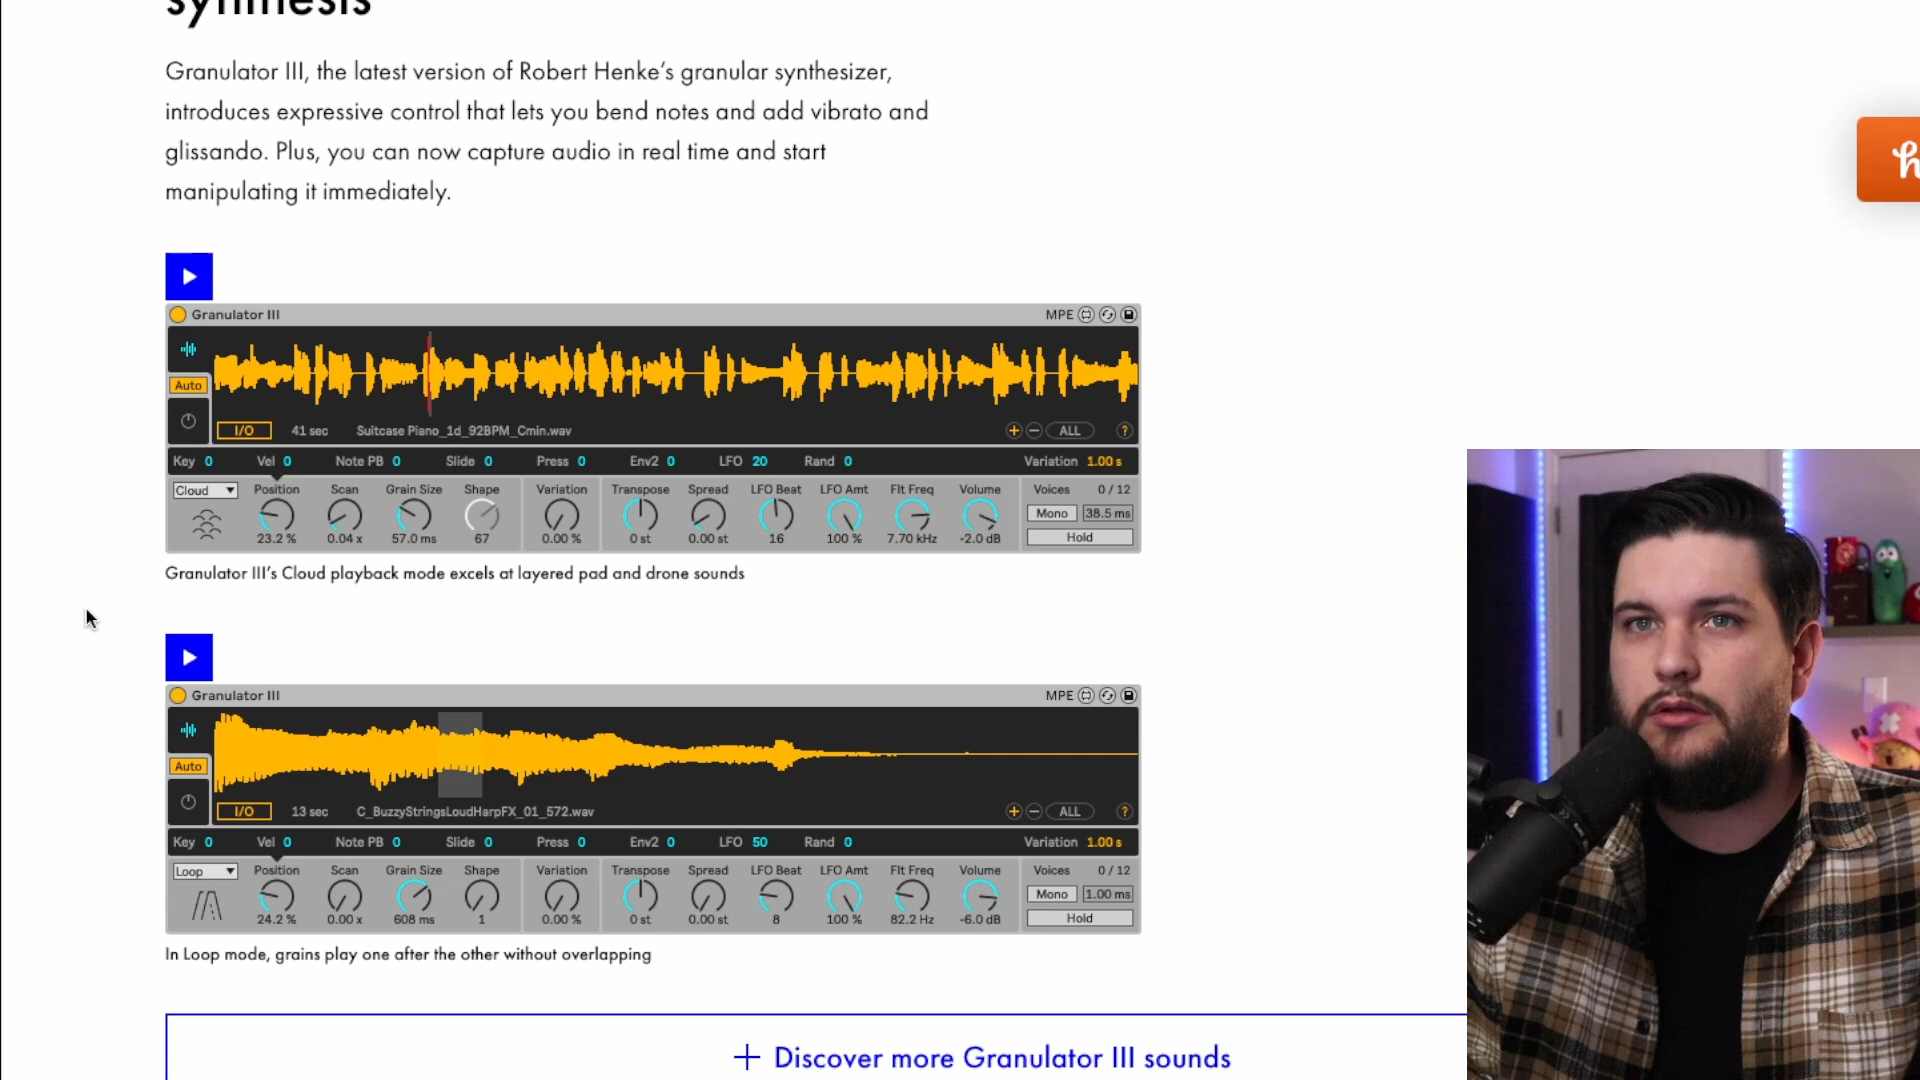 synthesis
Granulator III, the latest version of Robert Henke's granular synthesizer,
introduces expressive control that lets you bend notes and add vibrato and
glissando. Plus, you can now capture audio in real time and start
manipulating it immediately.
Granulator III MPE
Auto
I/O 41 sec Suitcase Piano_1d_92BPM_Cmin.wav + − ALL ?
Key 0 Vel 0 Note PB 0 Slide 0 Press 0 Env2 0 LFO 20 Rand 0 Variation 1.00 s
Cloud Position Scan Grain Size Shape Variation Transpose Spread LFO Beat LFO Amt Flt Freq Volume Voices 0 / 12
Mono 38.5 ms
23.2 % 0.04 x 57.0 ms 67 0.00 % 0 st 0.00 st 16 100 % 7.70 kHz -2.0 dB Hold
Granulator III's Cloud playback mode excels at layered pad and drone sounds
Granulator III MPE
Auto
I/O 13 sec C_BuzzyStringsLoudHarpFX_01_572.wav + − ALL ?
Key 0 Vel 0 Note PB 0 Slide 0 Press 0 Env2 0 LFO 50 Rand 0 Variation 1.00 s
Loop Position Scan Grain Size Shape Variation Transpose Spread LFO Beat LFO Amt Flt Freq Volume Voices 0 / 12
Mono 1.00 ms
24.2 % 0.00 x 608 ms 1 0.00 % 0 st 0.00 st 8 100 % 82.2 Hz -6.0 dB Hold
In Loop mode, grains play one after the other without overlapping
+ Discover more Granulator III sounds
h